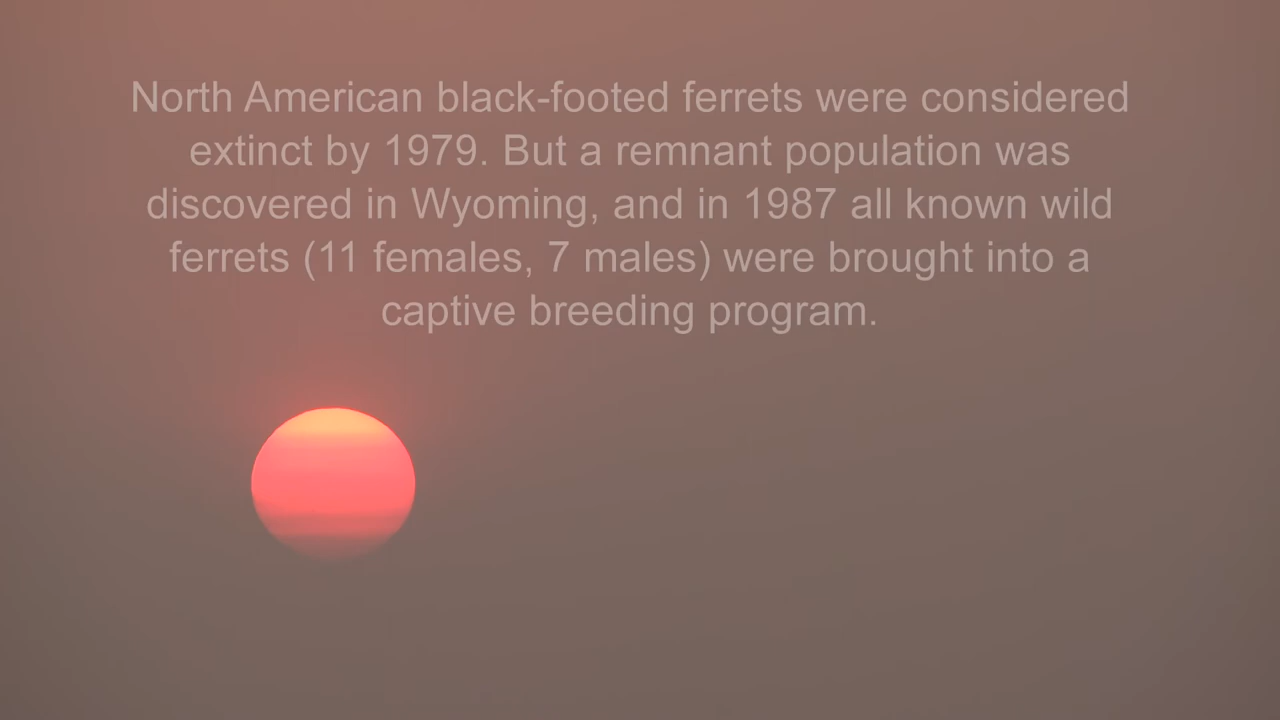 North American black-footed ferrets were considered
extinct by 1979. But a remnant population was
discovered in Wyoming, and in 1987 all known wild
ferrets (11 females, 7 males) were brought into a
captive breeding program.